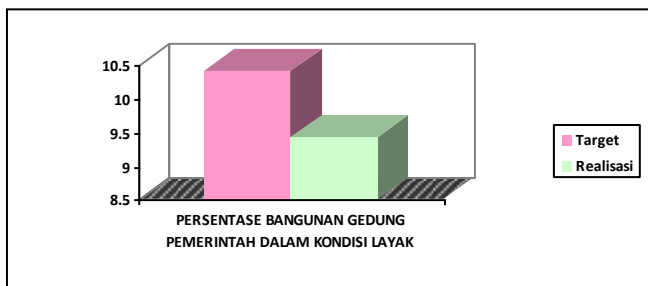 10.5
10
9.5
9
8.5
PERSENTASE BANGUNAN GEDUNG
PEMERINTAH DALAM KONDISI LAYAK
Target
Realisasi